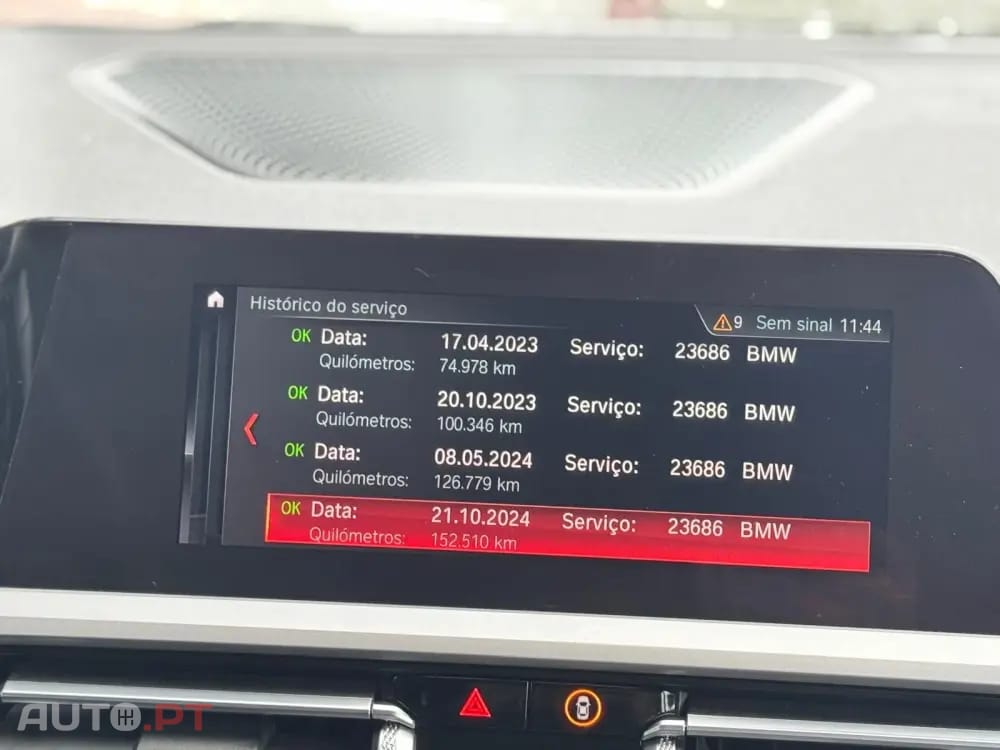 Histórico do serviço
9 Sem sinal 11:44
OK Data: 17.04.2023 Serviço: 23686 BMW
Quilómetros: 74.978 km
OK Data: 20.10.2023 Serviço: 23686 BMW
Quilómetros: 100.346 km
OK Data: 08.05.2024 Serviço: 23686 BMW
Quilómetros: 126.779 km
OK Data: 21.10.2024 Serviço: 23686 BMW
Quilómetros: 152.510 km
AUTO.PT